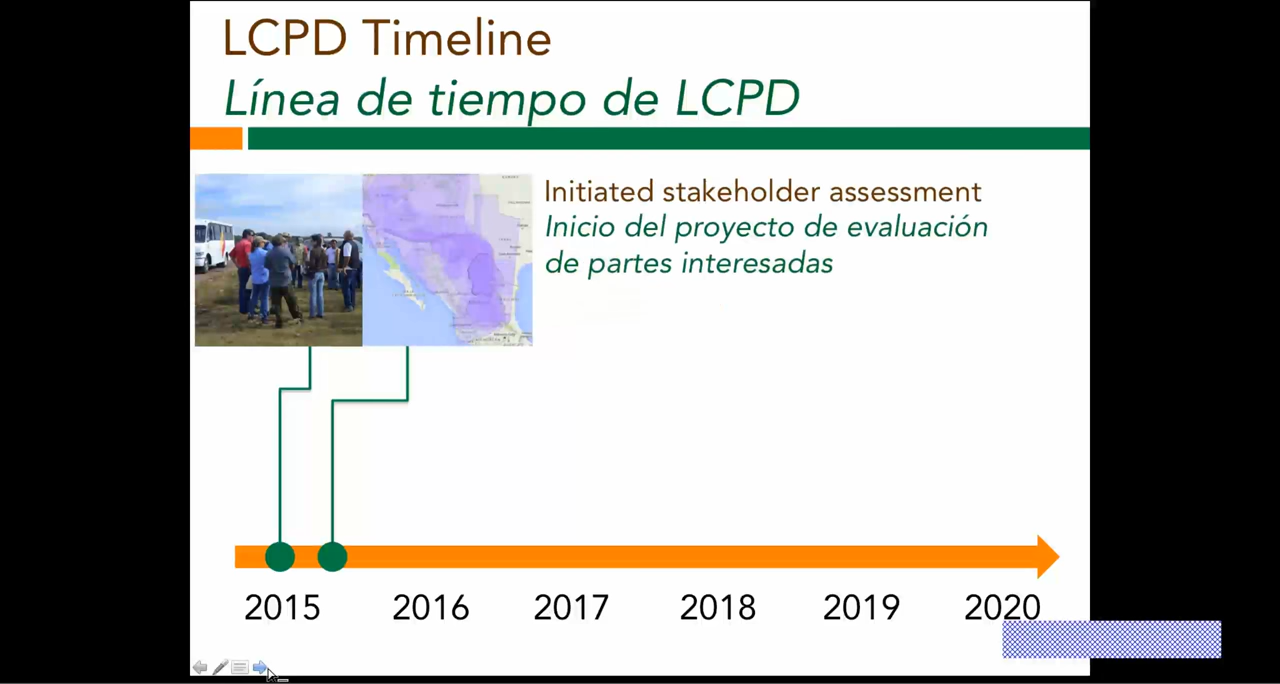 LCPD Timeline
Línea de tiempo de LCPD
Initiated stakeholder assessment
Inicio del proyecto de evaluación
de partes interesadas
2015 2016 2017 2018 2019 2020